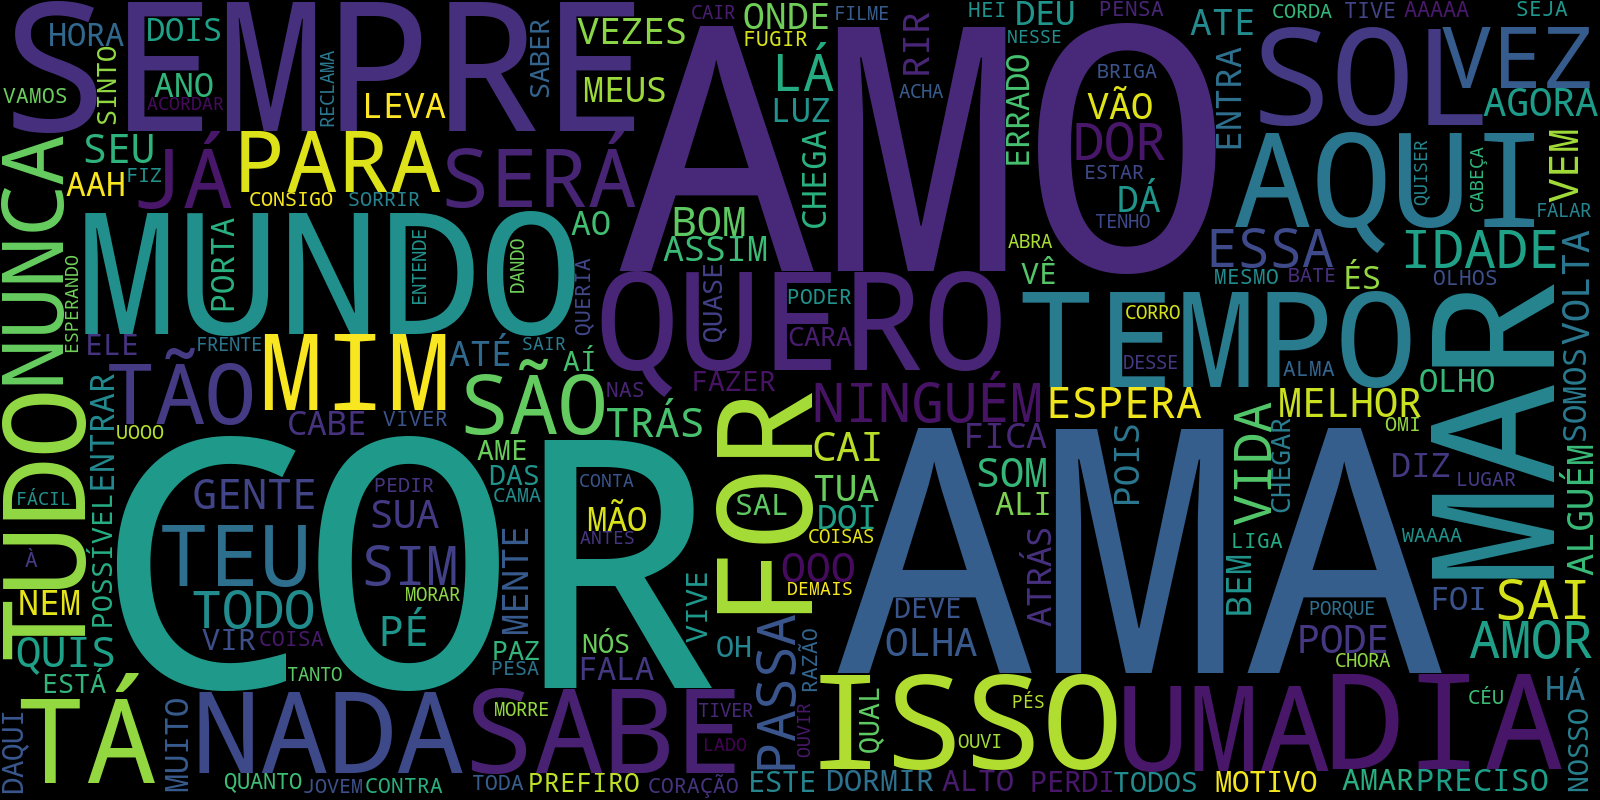 SEMPRE
HORA
DOIS
VEZES
SABER
CAIR
ONDE
FUGIR
FILME
RIR
HEI
DEU
NESSE
PENSA
ATE
CORDA
TIVE
AAAAA
SEJA
VAMOS
SINTO
ANO
ACORDAR
RECLAMA
LEVA
MEUS
AMO
LÁ
LUZ
ACHA
ERRADO
BRIGA
VÃO
DOR
ESTAR
DÁ
TENHO
ENTRA
SOL
VEZ
AGORA
SEU
AAH
FIZ
JÁ
PARA
CONSIGO
SORRIR
SERÁ
CHEGA
AQUI
QUISER
CABEÇA
VEM
FALAR
NUNCA
MUNDO
PORTA
ENTENDE
DANDO
AO
BOM
ASSIM
ABRA
VÊ
ESSA
MESMO
BATE
ÉS
IDADE
OLHOS
VOLTA
ESPERANDO
ELE
FRENTE
QUERIA
QUASE
QUERO
PODER
CARA
TEMPO
CORRO
DESSE
ALMA
MAR
OLHO
SOMOS
TÃO
MIM
ATÉ
SAIR
AÍ
SÃO
NAS
FAZER
TRÁS
NINGUÉM
ESPERA
MELHOR
OMI
TUDO
ENTRAR
UOOO
CABE
VIVER
AME
DAS
CAMA
CONTA
MÃO
ANTES
FOR
SAL
CAI
TUA
DOI
COISAS
OOO
DEMAIS
FICA
SOM
ALI
ATRÁS
POIS
VIDA
CHEGAR
DIZ
LUGAR
ALGUÉM
FÁCIL
À
POSSÍVEL
COR
GENTE
PEDIR
SUA
TEU
SIM
TODO
MORAR
VIR
COISA
PÉ
MENTE
TANTO
NEM
QUIS
ESTÁ
PAZ
PESA
NÓS
FALA
VIVE
OH
RAZÃO
AMA
DEVE
OLHA
BEM
LIGA
WAAAA
PORQUE
PODE
CHORA
FOI
SAI
AMOR
TÁ
DAQUI
MUITO
NADA
SABE
MORRE
TIVER
LADO
PASSA
OUVIR
QUAL
ISSO
PÉS
OUVI
UMA
DIA
CÉU
HÁ
NOSSO
QUANTO
JOVEM
CONTRA
TODA
PREFIRO
CORAÇÃO
ESTE
DORMIR
ALTO
PERDI
TODOS
MOTIVO
AMAR
PRECISO